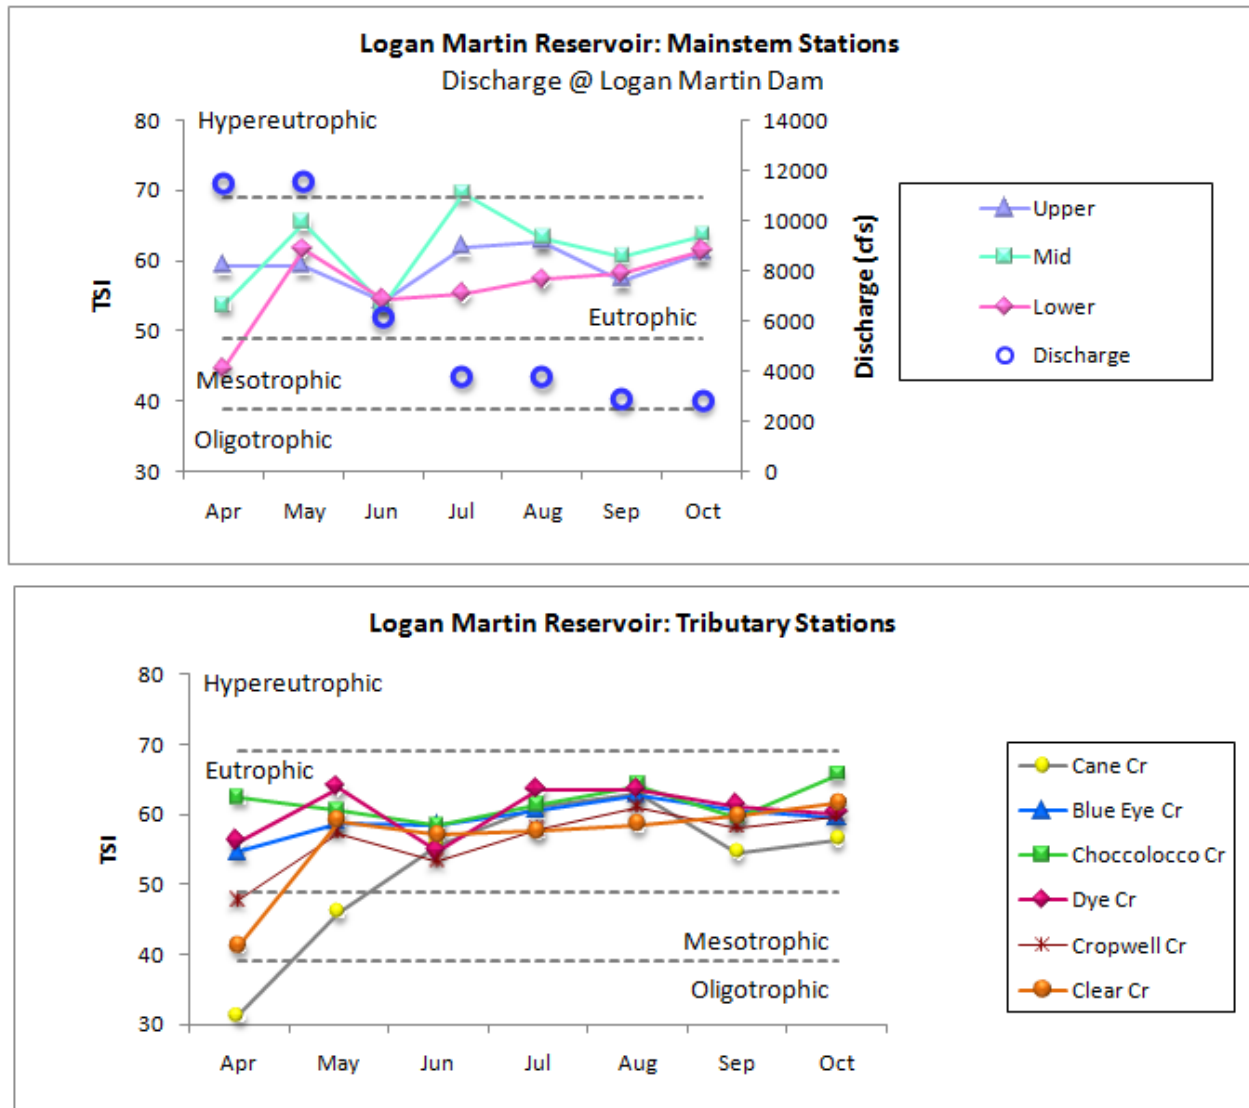 Logan Martin Reservoir: Mainstem Stations
Discharge @ Logan Martin Dam
80
70
60
50
40
30
TSI
Hypereutrophic
Eutrophic
Mesotrophic
Oligotrophic
14000
12000
10000
8000
6000
4000
2000
0
Discharge (cfs)
Apr May Jun Jul Aug Sep Oct
Upper
Mid
Lower
Discharge
Logan Martin Reservoir: Tributary Stations
80
70
60
50
40
30
TSI
Hypereutrophic
Eutrophic
Mesotrophic
Oligotrophic
Apr May Jun Jul Aug Sep Oct
Cane Cr
Blue Eye Cr
Choccolocco Cr
Dye Cr
Cropwell Cr
Clear Cr